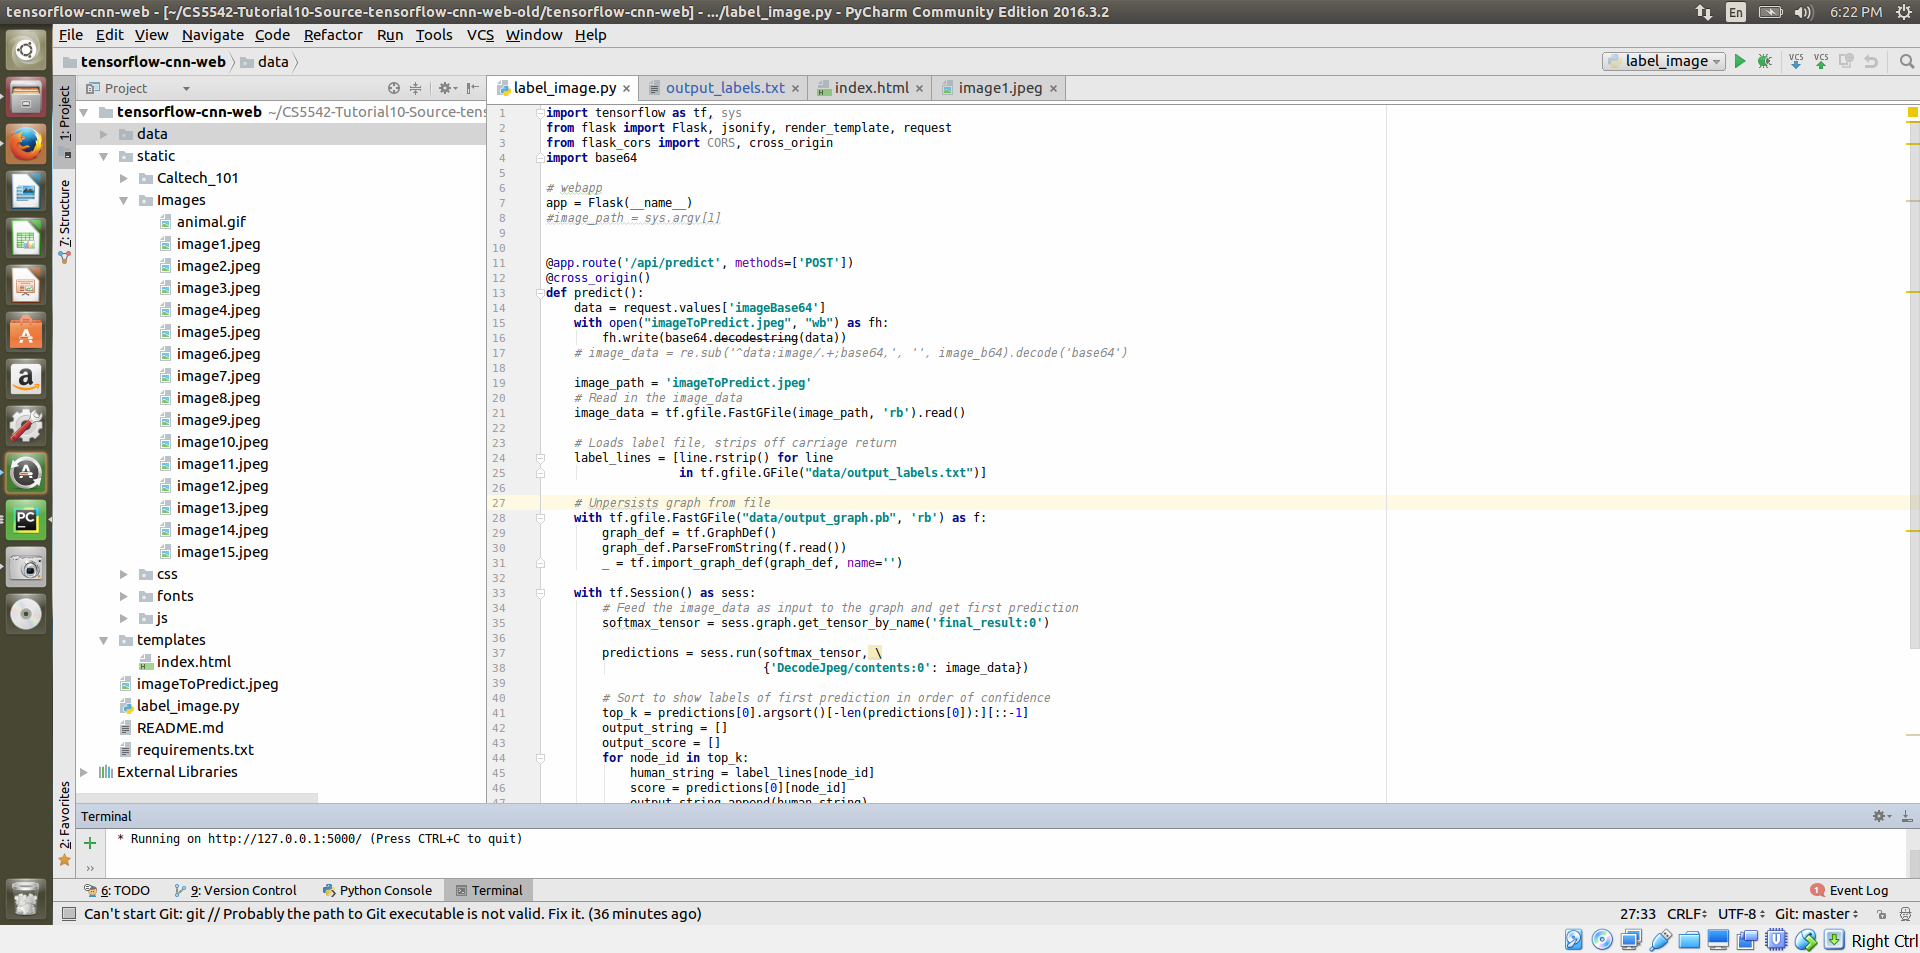 tensorflow-cnn-web - [~/CS5542-Tutorial10-Source-tensorflow-cnn-web-old/tensorflow-cnn-web] - .../label_image.py - PyCharm Community Edition 2016.3.2
En
6:22 PM
File Edit View Navigate Code Refactor Run Tools VCS Window Help
tensorflow-cnn-web data
label_image
VCS VCS
Project
label_image.py
output_labels.txt
index.html
image1.jpeg
1: Project
7: Structure
2: Favorites
tensorflow-cnn-web ~/CS5542-Tutorial10-Source-tens
data
static
Caltech_101
Images
animal.gif
image1.jpeg
image2.jpeg
image3.jpeg
image4.jpeg
image5.jpeg
image6.jpeg
image7.jpeg
image8.jpeg
image9.jpeg
image10.jpeg
image11.jpeg
image12.jpeg
image13.jpeg
image14.jpeg
image15.jpeg
css
fonts
js
templates
index.html
imageToPredict.jpeg
label_image.py
README.md
requirements.txt
External Libraries
1 import tensorflow as tf, sys
2 from flask import Flask, jsonify, render_template, request
3 from flask_cors import CORS, cross_origin
4 import base64
5
6 # webapp
7 app = Flask(__name__)
8 #image_path = sys.argv[1]
9
10
11 @app.route('/api/predict', methods=['POST'])
12 @cross_origin()
13 def predict():
14 data = request.values['imageBase64']
15 with open("imageToPredict.jpeg", "wb") as fh:
16 fh.write(base64.decodestring(data))
17 # image_data = re.sub('^data:image/.+;base64,', '', image_b64).decode('base64')
18
19 image_path = 'imageToPredict.jpeg'
20 # Read in the image_data
21 image_data = tf.gfile.FastGFile(image_path, 'rb').read()
22
23 # Loads label file, strips off carriage return
24 label_lines = [line.rstrip() for line
25 in tf.gfile.GFile("data/output_labels.txt")]
26
27 # Unpersists graph from file
28 with tf.gfile.FastGFile("data/output_graph.pb", 'rb') as f:
29 graph_def = tf.GraphDef()
30 graph_def.ParseFromString(f.read())
31 _ = tf.import_graph_def(graph_def, name='')
32
33 with tf.Session() as sess:
34 # Feed the image_data as input to the graph and get first prediction
35 softmax_tensor = sess.graph.get_tensor_by_name('final_result:0')
36
37 predictions = sess.run(softmax_tensor, \
38 {'DecodeJpeg/contents:0': image_data})
39
40 # Sort to show labels of first prediction in order of confidence
41 top_k = predictions[0].argsort()[-len(predictions[0]):][::-1]
42 output_string = []
43 output_score = []
44 for node_id in top_k:
45 human_string = label_lines[node_id]
46 score = predictions[0][node_id]
47 output_string.append(human_string)
Terminal
* Running on http://127.0.0.1:5000/ (Press CTRL+C to quit)
6: TODO 9: Version Control Python Console Terminal
1 Event Log
Can't start Git: git // Probably the path to Git executable is not valid. Fix it. (36 minutes ago)
27:33 CRLF UTF-8 Git: master
Right Ctrl